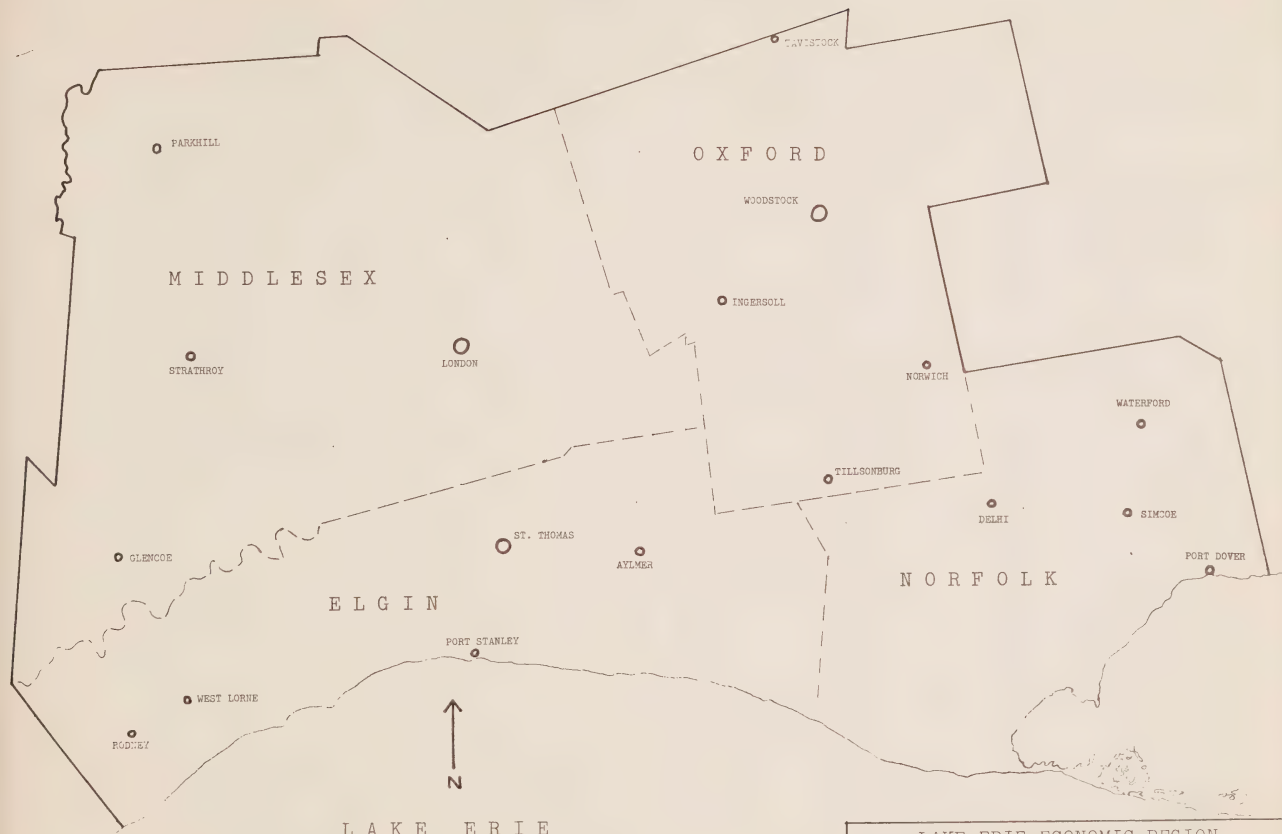 TAVISTOCK
PARKHILL
OXFORD
WOODSTOCK
MIDDLESEX
INGERSOLL
LONDON
STRATHROY
NORWICH
WATERFORD
TILLSONBURG
DELHI
SIMCOE
ST. THOMAS
AYLMER
GLENCOE
PORT DOVER
NORFOLK
ELGIN
PORT STANLEY
WEST LORNE
RODNEY
N
LAKE ERIE
LAKE ERIE ECONOMIC REGION